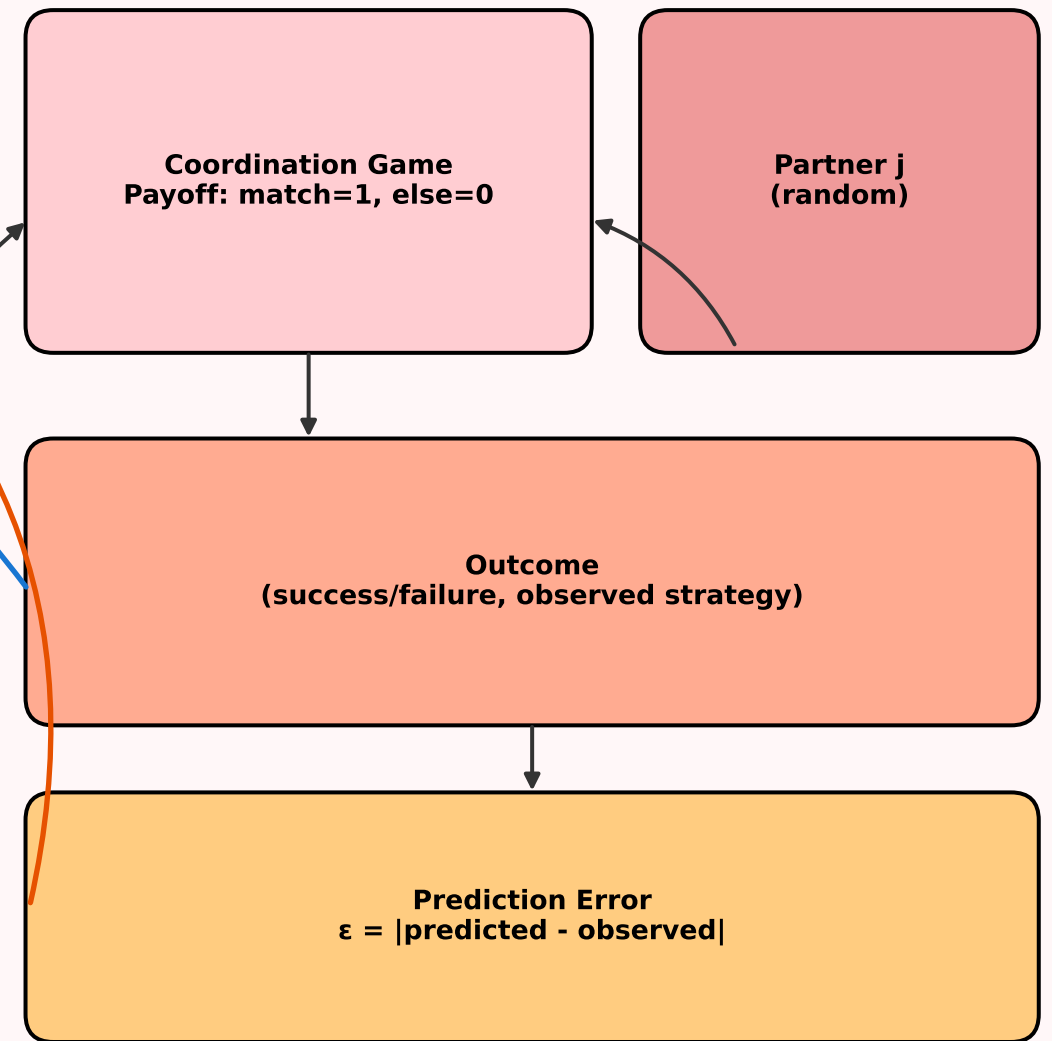 Coordination Game
Payoff: match=1, else=0
Partner j
(random)
Outcome
(success/failure, observed strategy)
Prediction Error
ε = |predicted - observed|